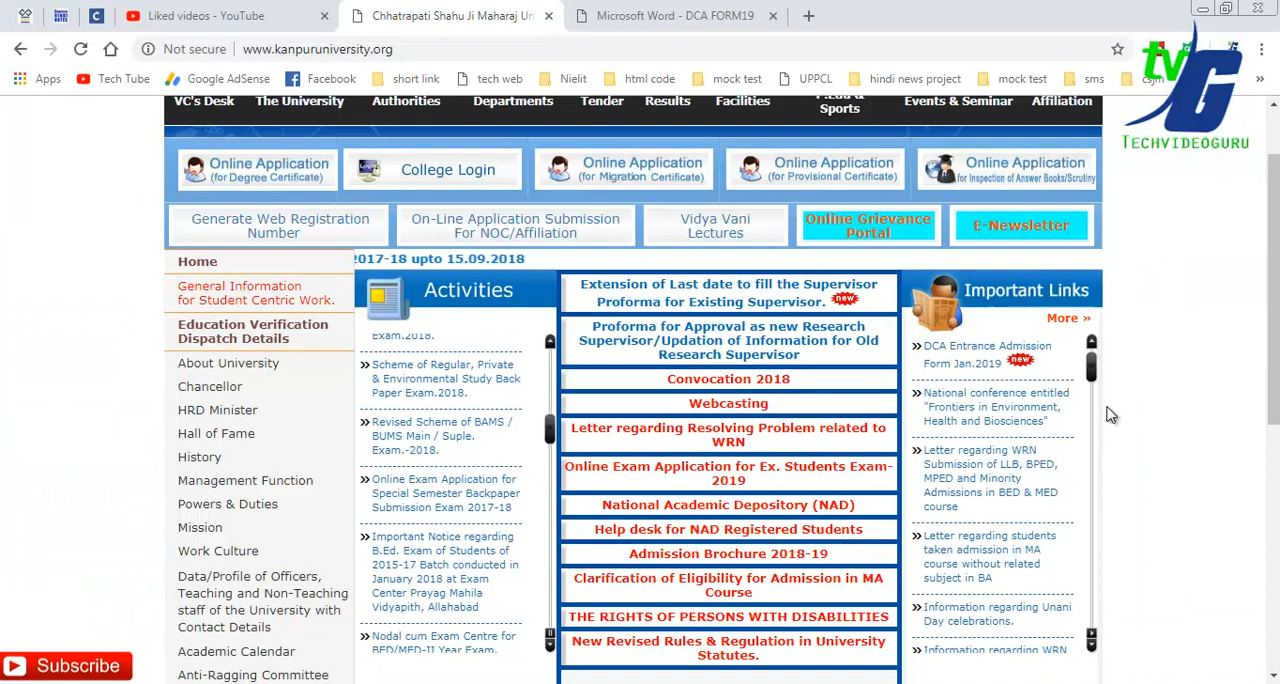 Liked videos - YouTube
Chhatrapati Shahu Ji Maharaj Un
Microsoft Word - DCA FORM19
Not secure
www.kanpuruniversity.org
Apps
Tech Tube
Google AdSense
Facebook
short link
tech web
Nielit
html code
mock test
UPPCL
hindi news project
mock test
sms
tv G
TECHVIDEOGURU
VC's Desk
The University
Authorities
Departments
Tender
Results
Facilities
Sports
Events & Seminar
Affiliation
Online Application
(for Degree Certificate)
College Login
Online Application
(for Migration Certificate)
Online Application
(for Provisional Certificate)
Online Application
for Inspection of Answer Books/Scrutiny
Generate Web Registration
Number
On-Line Application Submission
For NOC/Affiliation
Vidya Vani
Lectures
Online Grievance
Portal
E-Newsletter
2017-18 upto 15.09.2018
Home
General Information
for Student Centric Work.
Education Verification
Dispatch Details
About University
Chancellor
HRD Minister
Hall of Fame
History
Management Function
Powers & Duties
Mission
Work Culture
Data/Profile of Officers,
Teaching and Non-Teaching
staff of the University with
Contact Details
Academic Calendar
Anti-Ragging Committee
Activities
Exam.2018.
Scheme of Regular, Private
& Environmental Study Back
Paper Exam.2018.
Revised Scheme of BAMS /
BUMS Main / Suple.
Exam.-2018.
Online Exam Application for
Special Semester Backpaper
Submission Exam 2017-18
Important Notice regarding
B.Ed. Exam of Students of
2015-17 Batch conducted in
January 2018 at Exam
Center Prayag Mahila
Vidyapith, Allahabad
Nodal cum Exam Centre for
BED/MED-II Year Exam.
Extension of Last date to fill the Supervisor
Proforma for Existing Supervisor. new
Proforma for Approval as new Research
Supervisor/Updation of Information for Old
Research Supervisor
Convocation 2018
Webcasting
Letter regarding Resolving Problem related to
WRN
Online Exam Application for Ex. Students Exam-
2019
National Academic Depository (NAD)
Help desk for NAD Registered Students
Admission Brochure 2018-19
Clarification of Eligibility for Admission in MA
Course
THE RIGHTS OF PERSONS WITH DISABILITIES
New Revised Rules & Regulation in University
Statutes.
Important Links
More »
DCA Entrance Admission
Form Jan.2019 new
National conference entitled
"Frontiers in Environment,
Health and Biosciences"
Letter regarding WRN
Submission of LLB, BPED,
MPED and Minority
Admissions in BED & MED
course
Letter regarding students
taken admission in MA
course without related
subject in BA
Information regarding Unani
Day celebrations.
Information regarding WRN
Subscribe